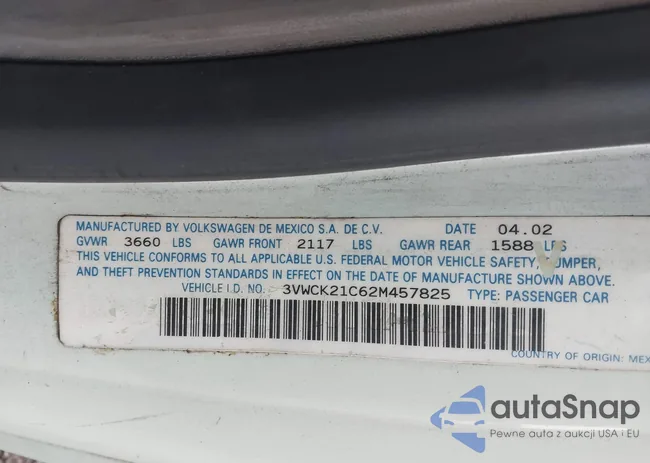 MANUFACTURED BY VOLKSWAGEN DE MEXICO S.A. DE C.V. DATE 04.02
GVWR 3660 LBS GAWR FRONT 2117 LBS GAWR REAR 1588 LBS
THIS VEHICLE CONFORMS TO ALL APPLICABLE U.S. FEDERAL MOTOR VEHICLE SAFETY, BUMPER,
AND THEFT PREVENTION STANDARDS IN EFFECT ON THE DATE OF MANUFACTURE SHOWN ABOVE.
VEHICLE I.D. NO. 3VWCK21C62M457825 TYPE: PASSENGER CAR
COUNTRY OF ORIGIN: MEX
autaSnap
Pewne auta z aukcji USA i EU